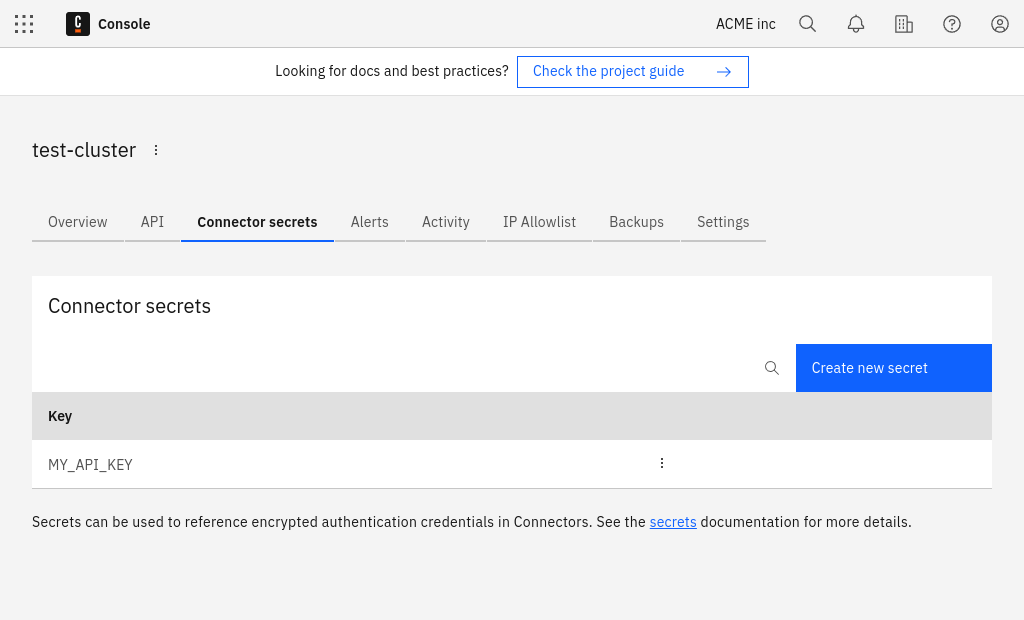 Console
ACME inc
Looking for docs and best practices? Check the project guide
test-cluster
Overview API Connector secrets Alerts Activity IP Allowlist Backups Settings
Connector secrets
Create new secret
Key
MY_API_KEY
Secrets can be used to reference encrypted authentication credentials in Connectors. See the secrets documentation for more details.